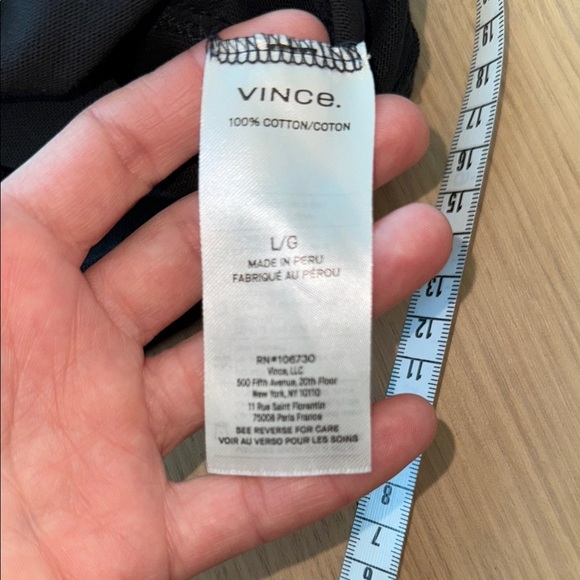 VINCE.
100% COTTON/COTON
L/G
MADE IN PERU
FABRIQUÉ AU PÉROU
RN#106730
Vince, LLC
500 Fifth Avenue, 20th Floor
New York, NY 10110
11 Rue Saint Florentin
75008 Paris France
SEE REVERSE FOR CARE
VOIR AU VERSO POUR LES SOINS
19
18
17
16
15
13
12
11
8
7
6